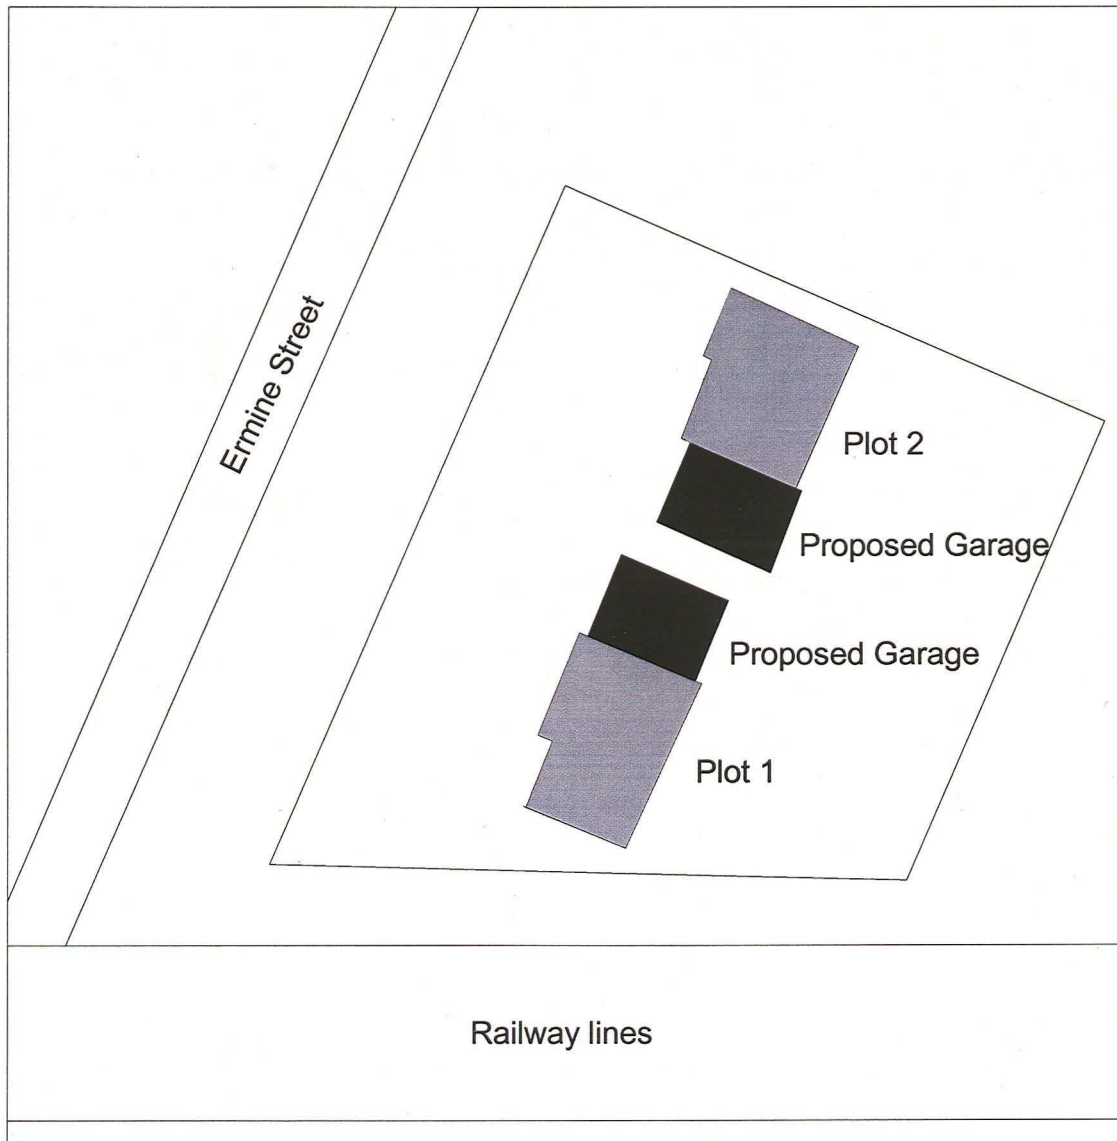 Ermine Street
Plot 2
Proposed Garage
Proposed Garage
Plot 1
Railway lines